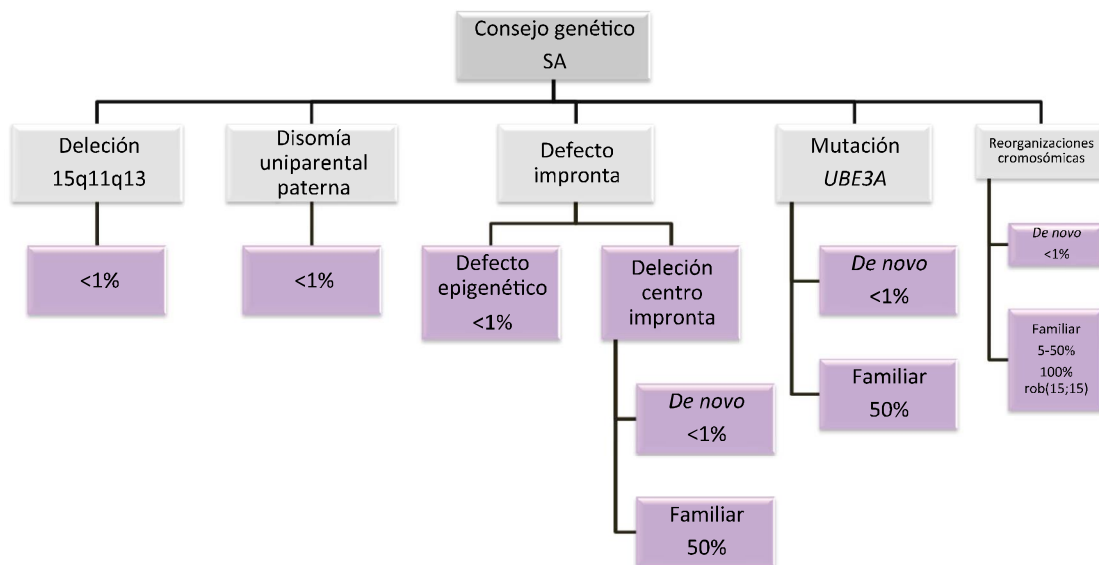 Consejo genético
SA
Deleción
15q11q13
Disomía
uniparental
paterna
Defecto
impronta
Mutación
UBE3A
Reorganizaciones
cromosómicas
<1%
<1%
Defecto
epigenético
<1%
Deleción
centro
impronta
De novo
<1%
Familiar
50%
De novo
<1%
Familiar
50%
De novo
<1%
Familiar
5-50%
100%
rob(15;15)